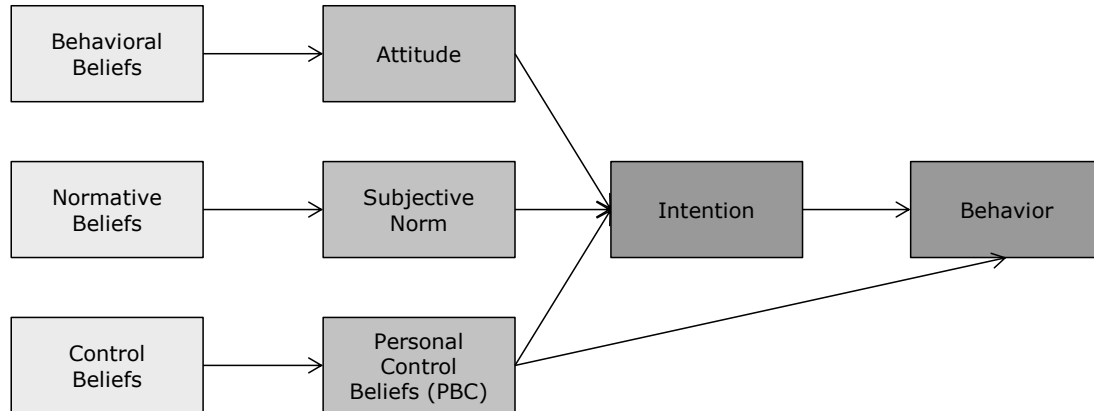 Behavioral
Beliefs
Attitude
Normative
Beliefs
Subjective
Norm
Intention
Behavior
Control
Beliefs
Personal
Control
Beliefs (PBC)